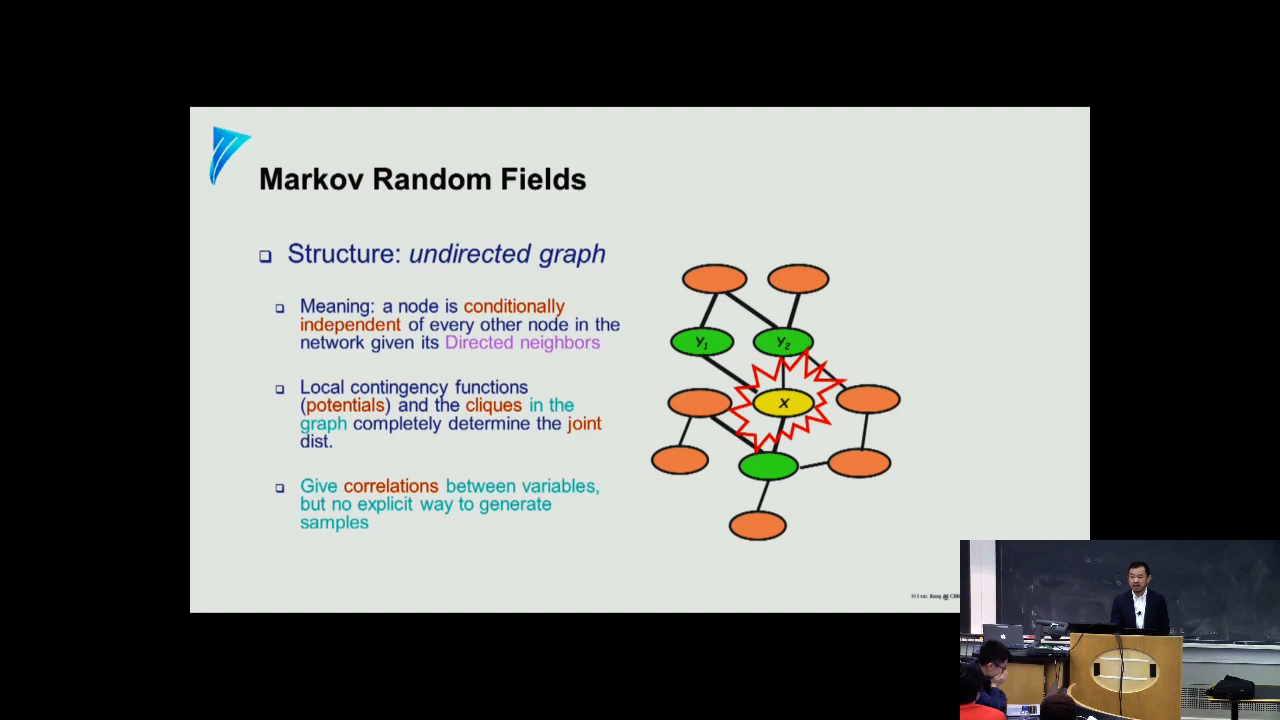 Markov Random Fields
Structure: undirected graph
Meaning: a node is conditionally
independent of every other node in the
network given its Directed neighbors
Local contingency functions
(potentials) and the cliques in the
graph completely determine the joint
dist.
Give correlations between variables,
but no explicit way to generate
samples
Y1
Y2
X
Xing @